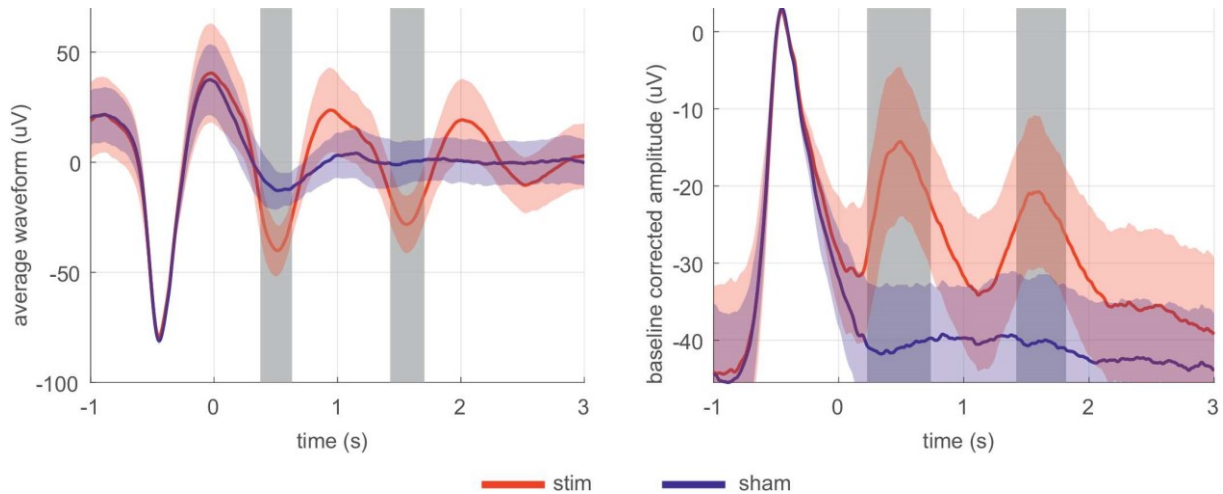 average waveform (uV)
50
0
-50
-100
-1 0 1 2 3
time (s)
baseline corrected amplitude (uV)
0
-10
-20
-30
-40
-1 0 1 2 3
time (s)
stim sham